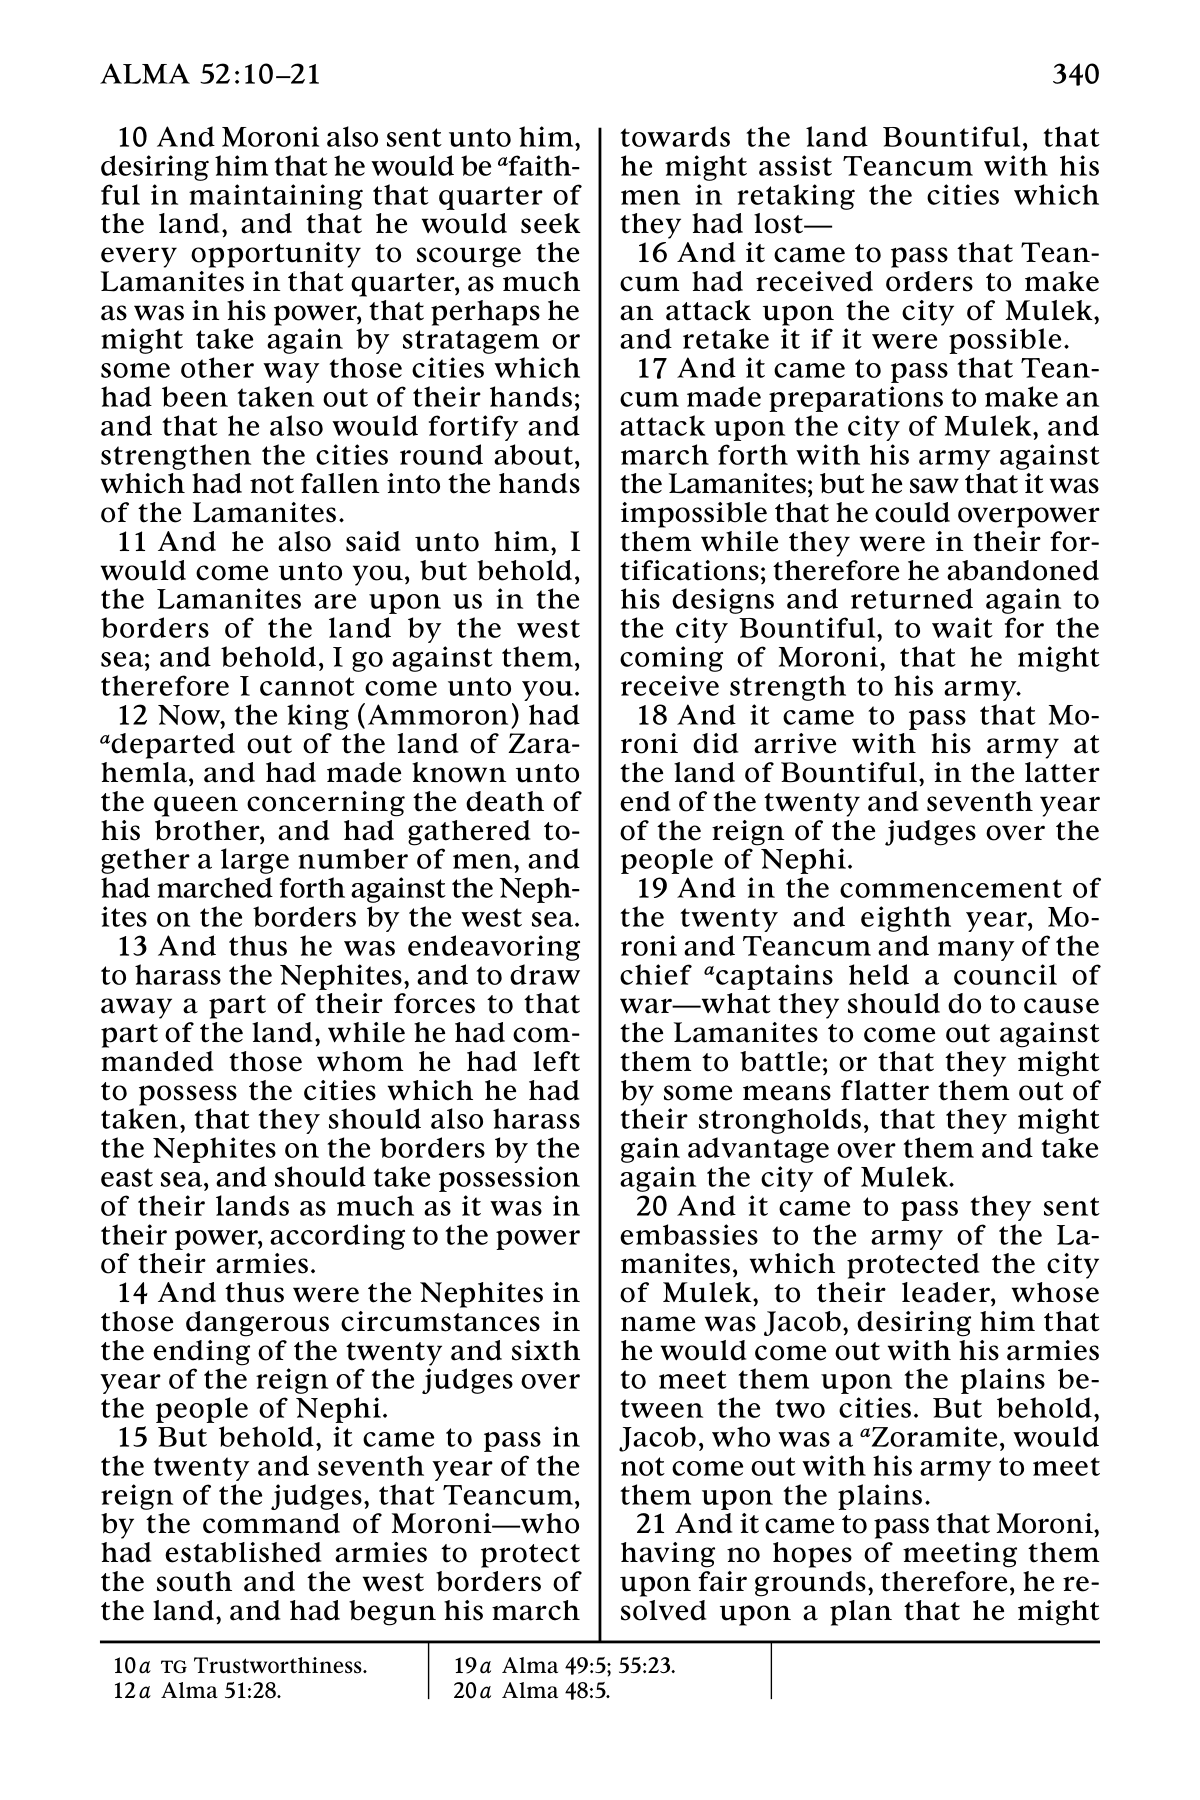 ALMA 52:10–21
340
10 And Moroni also sent unto him,
desiring him that he would be afaith-
ful in maintaining that quarter of
the land, and that he would seek
every opportunity to scourge the
Lamanites in that quarter, as much
as was in his power, that perhaps he
might take again by stratagem or
some other way those cities which
had been taken out of their hands;
and that he also would fortify and
strengthen the cities round about,
which had not fallen into the hands
of the Lamanites.
11 And he also said unto him, I
would come unto you, but behold,
the Lamanites are upon us in the
borders of the land by the west
sea; and behold, I go against them,
therefore I cannot come unto you.
12 Now, the king (Ammoron) had
adeparted out of the land of Zara-
hemla, and had made known unto
the queen concerning the death of
his brother, and had gathered to-
gether a large number of men, and
had marched forth against the Neph-
ites on the borders by the west sea.
13 And thus he was endeavoring
to harass the Nephites, and to draw
away a part of their forces to that
part of the land, while he had com-
manded those whom he had left
to possess the cities which he had
taken, that they should also harass
the Nephites on the borders by the
east sea, and should take possession
of their lands as much as it was in
their power, according to the power
of their armies.
14 And thus were the Nephites in
those dangerous circumstances in
the ending of the twenty and sixth
year of the reign of the judges over
the people of Nephi.
15 But behold, it came to pass in
the twenty and seventh year of the
reign of the judges, that Teancum,
by the command of Moroni—who
had established armies to protect
the south and the west borders of
the land, and had begun his march
towards the land Bountiful, that
he might assist Teancum with his
men in retaking the cities which
they had lost—
16 And it came to pass that Tean-
cum had received orders to make
an attack upon the city of Mulek,
and retake it if it were possible.
17 And it came to pass that Tean-
cum made preparations to make an
attack upon the city of Mulek, and
march forth with his army against
the Lamanites; but he saw that it was
impossible that he could overpower
them while they were in their for-
tifications; therefore he abandoned
his designs and returned again to
the city Bountiful, to wait for the
coming of Moroni, that he might
receive strength to his army.
18 And it came to pass that Mo-
roni did arrive with his army at
the land of Bountiful, in the latter
end of the twenty and seventh year
of the reign of the judges over the
people of Nephi.
19 And in the commencement of
the twenty and eighth year, Mo-
roni and Teancum and many of the
chief acaptains held a council of
war—what they should do to cause
the Lamanites to come out against
them to battle; or that they might
by some means flatter them out of
their strongholds, that they might
gain advantage over them and take
again the city of Mulek.
20 And it came to pass they sent
embassies to the army of the La-
manites, which protected the city
of Mulek, to their leader, whose
name was Jacob, desiring him that
he would come out with his armies
to meet them upon the plains be-
tween the two cities. But behold,
Jacob, who was a aZoramite, would
not come out with his army to meet
them upon the plains.
21 And it came to pass that Moroni,
having no hopes of meeting them
upon fair grounds, therefore, he re-
solved upon a plan that he might
10a TG Trustworthiness.
12a Alma 51:28.
19a Alma 49:5; 55:23.
20a Alma 48:5.